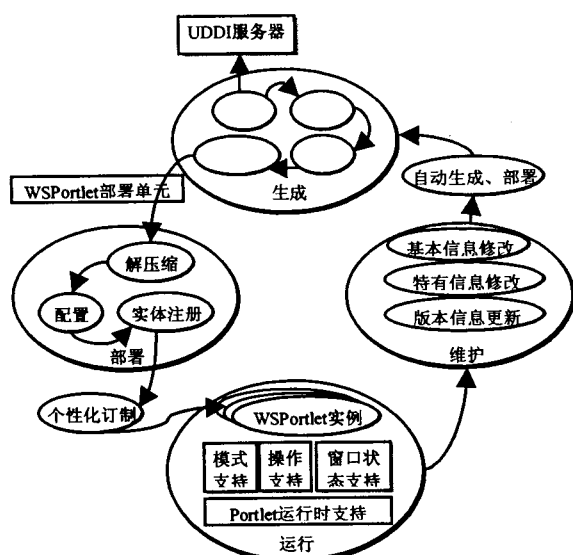 UDDI服务器
生成
WSPortlet部署单元
自动生成、部署
解压缩
配置
实体注册
部署
基本信息修改
特有信息修改
版本信息更新
维护
个性化订制
WSPortlet实例
模式
支持
操作
支持
窗口状
态支持
Portlet运行时支持
运行